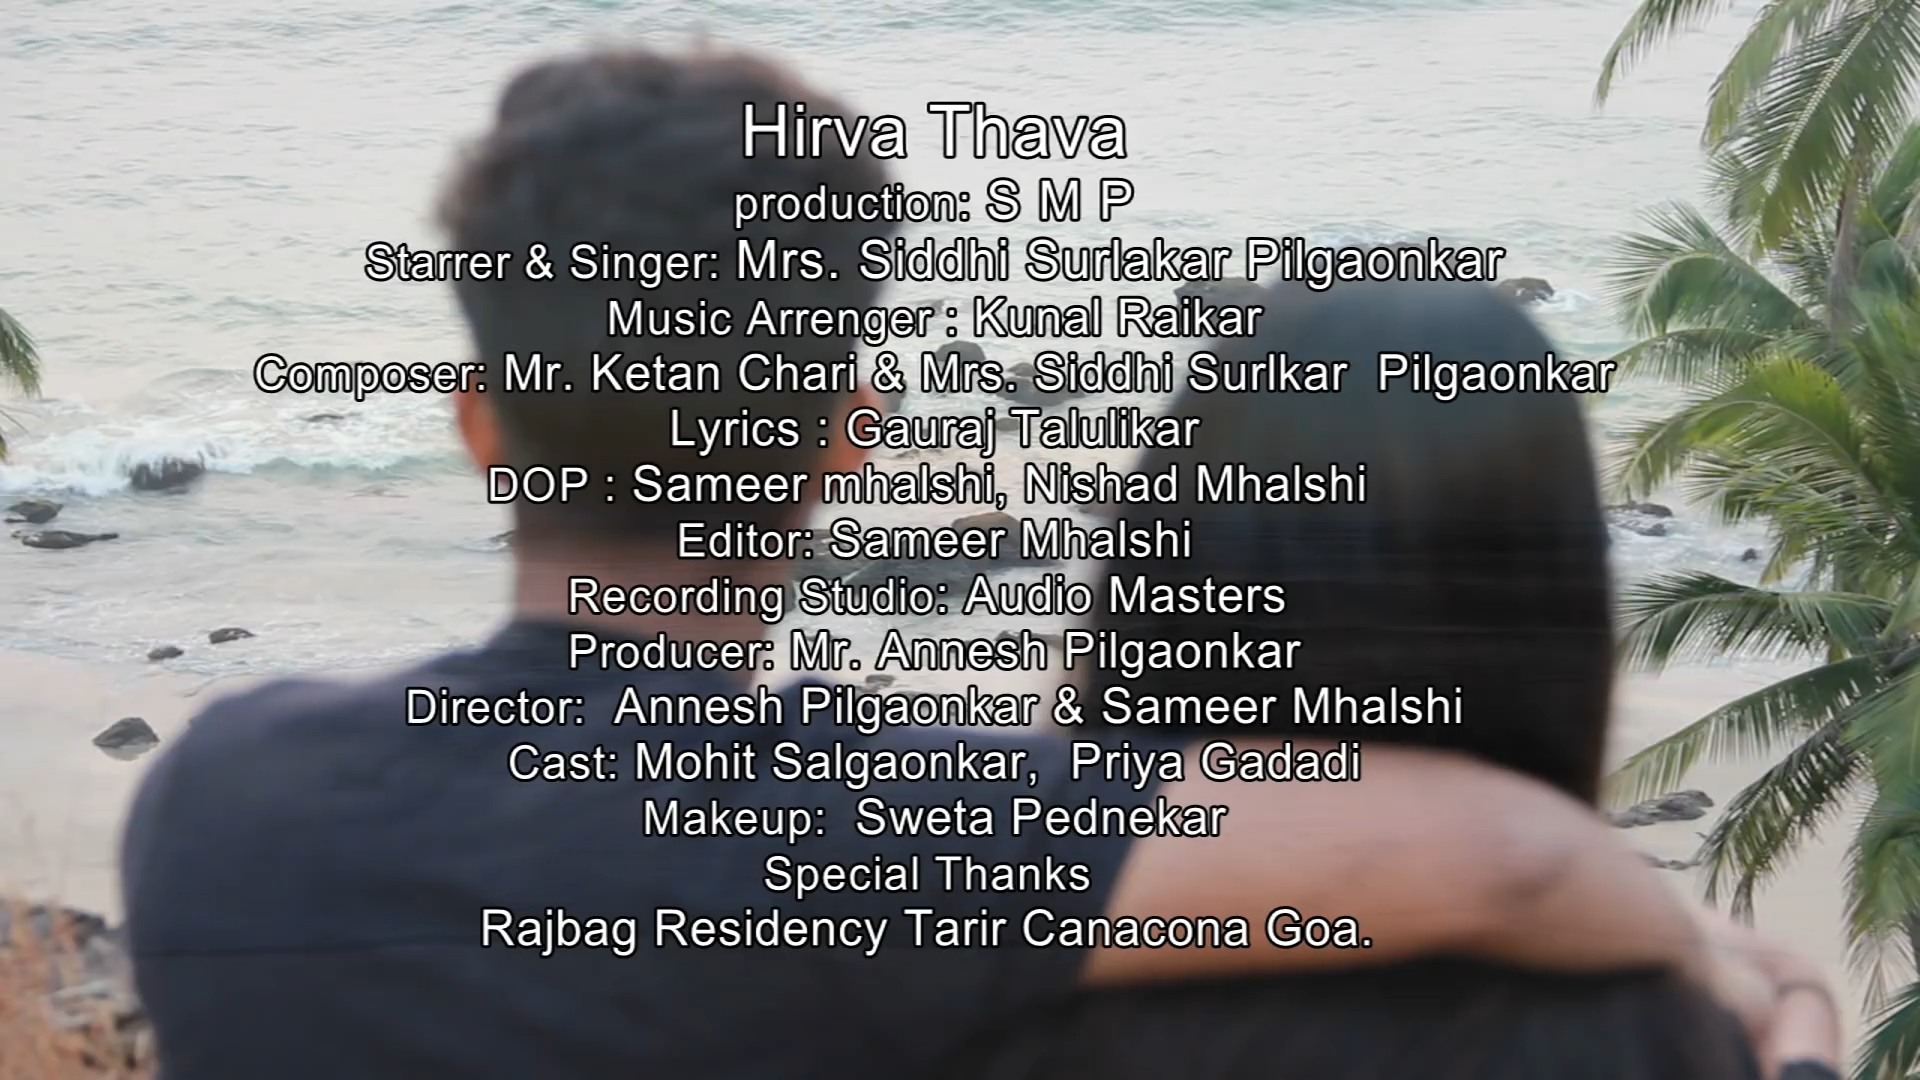 Hirva Thava
production: S M P
Starrer & Singer: Mrs. Siddhi Surlakar Pilgaonkar
Music Arrenger : Kunal Raikar
Composer: Mr. Ketan Chari & Mrs. Siddhi Surlkar Pilgaonkar
Lyrics : Gauraj Talulikar
DOP : Sameer mhalshi, Nishad Mhalshi
Editor: Sameer Mhalshi
Recording Studio: Audio Masters
Producer: Mr. Annesh Pilgaonkar
Director: Annesh Pilgaonkar & Sameer Mhalshi
Cast: Mohit Salgaonkar, Priya Gadadi
Makeup: Sweta Pednekar
Special Thanks
Rajbag Residency Tarir Canacona Goa.